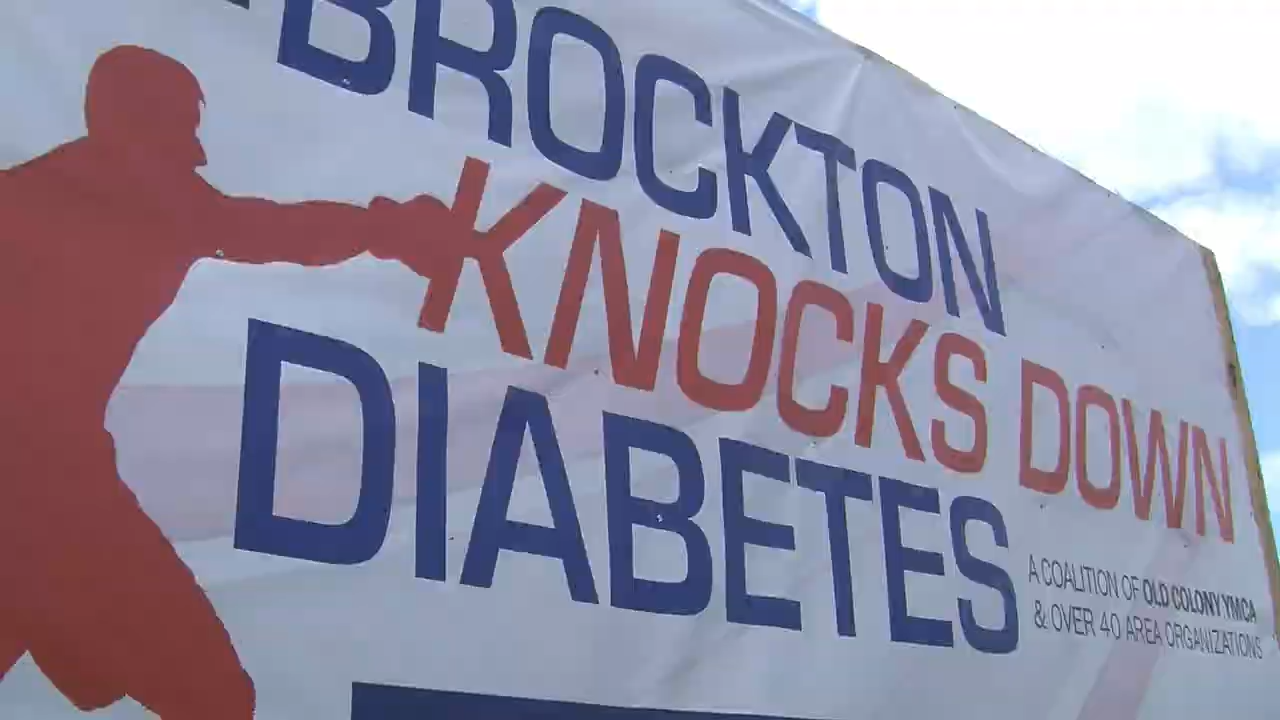 BROCKTON
KNOCKS DOWN
DIABETES
A COALITION OF OLD COLONY YMCA
& OVER 40 AREA ORGANIZATIONS